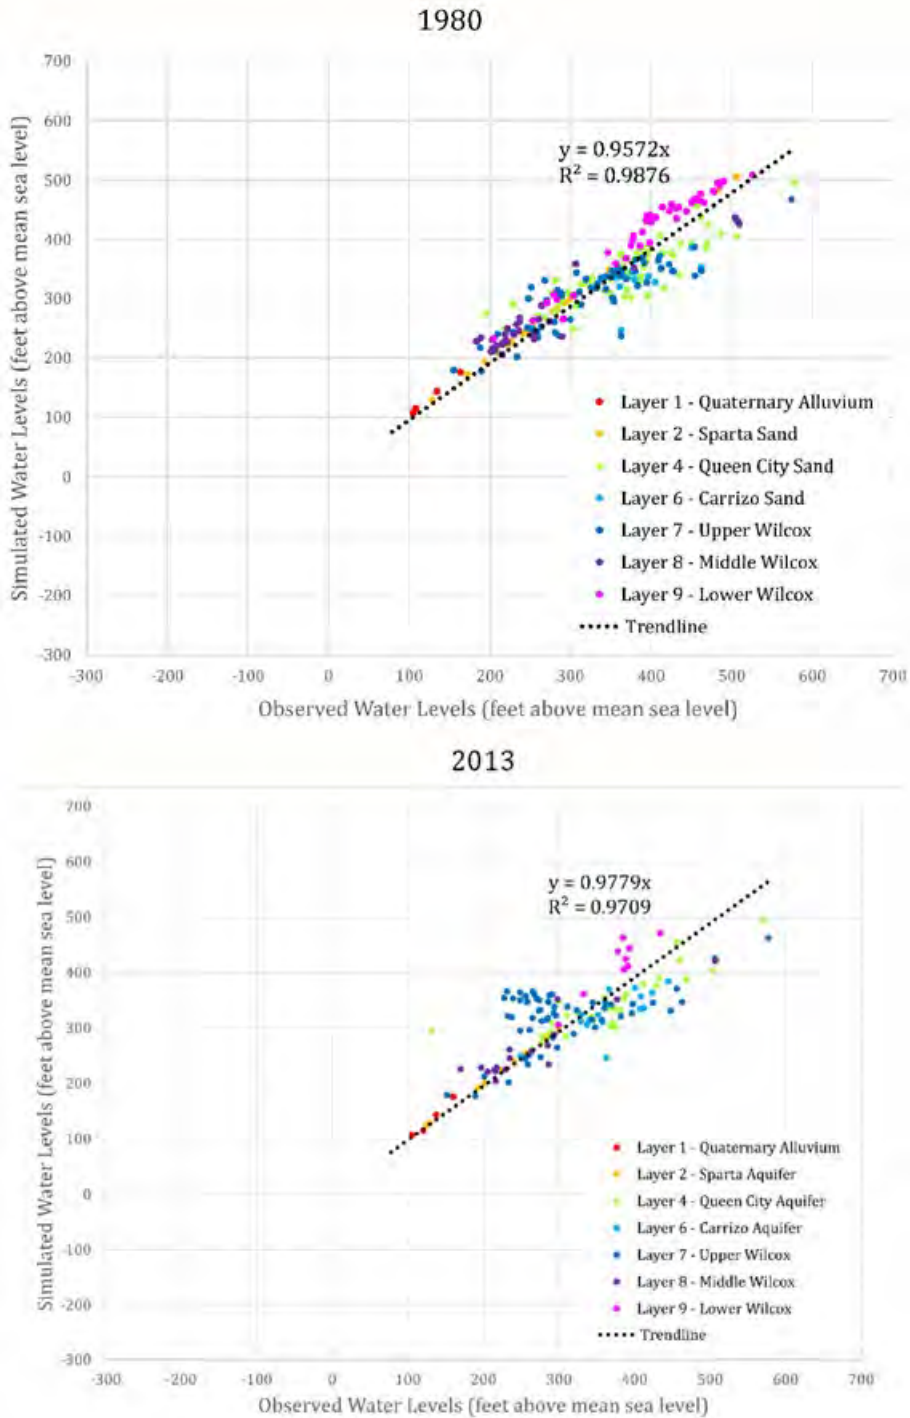 1980
700
600
500
400
300
200
100
0
-100
-200
-300
Simulated Water Levels (feet above mean sea level)
y = 0.9572x
R² = 0.9876
Layer 1 - Quaternary Alluvium
Layer 2 - Sparta Sand
Layer 4 - Queen City Sand
Layer 6 - Carrizo Sand
Layer 7 - Upper Wilcox
Layer 8 - Middle Wilcox
Layer 9 - Lower Wilcox
Trendline
-300 -200 -100 0 100 200 300 400 500 600 700
Observed Water Levels (feet above mean sea level)
2013
700
600
500
400
300
200
100
0
-100
-200
-300
Simulated Water Levels (feet above mean sea level)
y = 0.9779x
R² = 0.9709
Layer 1 - Quaternary Alluvium
Layer 2 - Sparta Aquifer
Layer 4 - Queen City Aquifer
Layer 6 - Carrizo Aquifer
Layer 7 - Upper Wilcox
Layer 8 - Middle Wilcox
Layer 9 - Lower Wilcox
Trendline
-300 -200 -100 0 100 200 300 400 500 600 700
Observed Water Levels (feet above mean sea level)